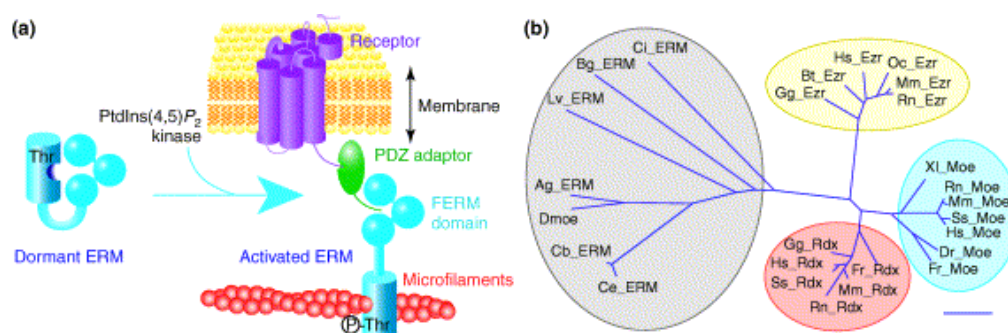 (a)
Receptor
Membrane
PtdIns(4,5)P2
kinase
PDZ adaptor
Thr
FERM
domain
Dormant ERM
Activated ERM
Microfilaments
P-Thr
(b)
Ci_ERM
Bg_ERM
Lv_ERM
Ag_ERM
Dmoe
Cb_ERM
Ce_ERM
Hs_Ezr
Oc_Ezr
Bt_Ezr
Mm_Ezr
Gg_Ezr
Rn_Ezr
Xl_Moe
Rn_Moe
Mm_Moe
Ss_Moe
Hs_Moe
Dr_Moe
Fr_Moe
Gg_Rdx
Hs_Rdx
Fr_Rdx
Ss_Rdx
Mm_Rdx
Rn_Rdx